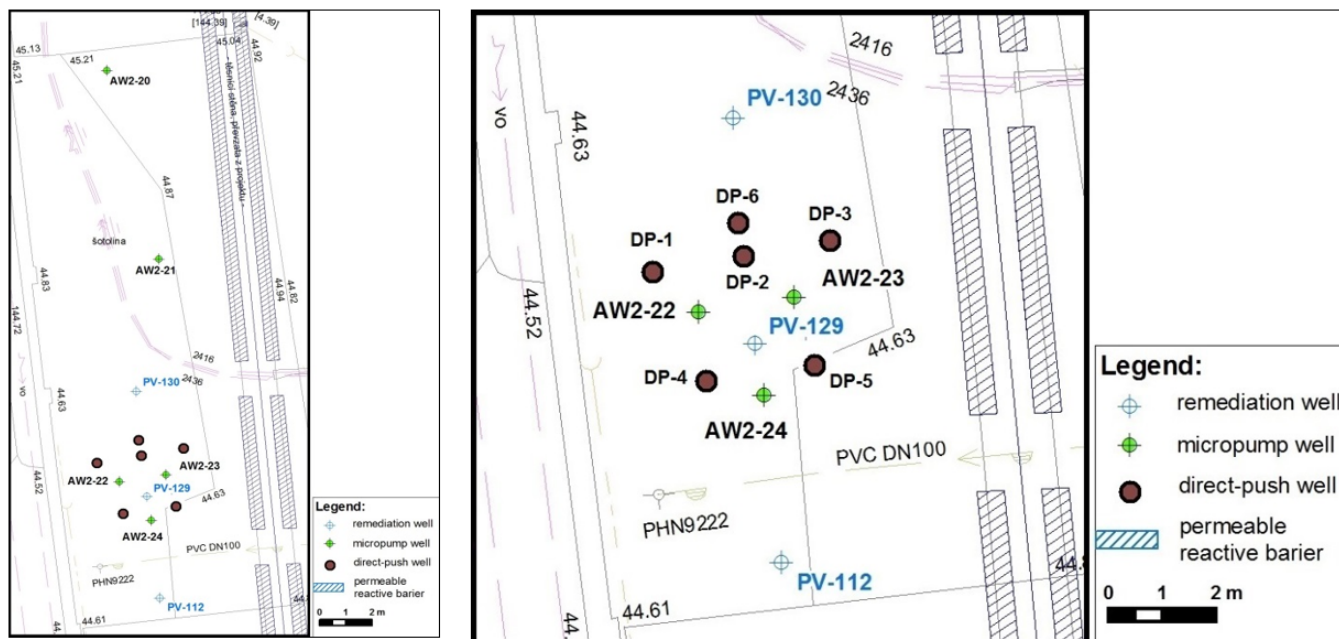 [144.39]
[4.39]
45.04
44.92
45.13
45.21
45.21
AW2-20
- těsnící stěna, převzata z projektu -
44.87
šotolina
AW2-21
44.83
44.94
44.82
144.72
2416
2436
PV-130
vo
44.63
AW2-23
AW2-22
PV-129
44.52
44.63
AW2-24
PVC DN100
PHN9222
PV-112
44.61
Legend:
remediation well
micropump well
direct-push well
permeable
reactive barier
0 1 2 m
2416
2436
PV-130
vo
44.63
DP-6
DP-3
DP-1
DP-2
AW2-23
AW2-22
PV-129
44.52
44.63
DP-4
DP-5
AW2-24
PVC DN100
PHN9222
PV-112
44.61
Legend:
remediation well
micropump well
direct-push well
permeable
reactive barier
0 1 2 m